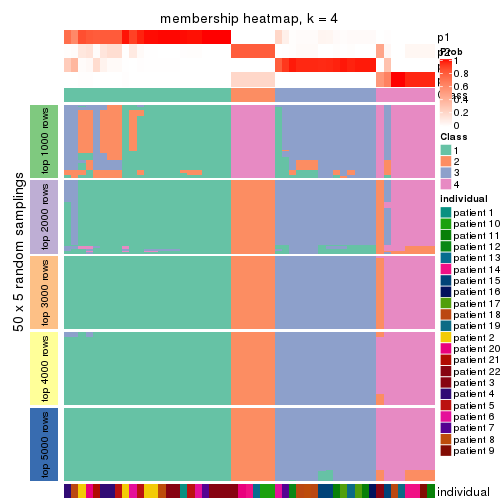 membership heatmap, k = 4
p1
p2
Prob
1
0.8
0.6
0.4
0.2
0
Class
1
2
3
4
individual
patient 1
patient 10
patient 11
patient 12
patient 13
patient 14
patient 15
patient 16
patient 17
patient 18
patient 19
patient 2
patient 20
patient 21
patient 22
patient 3
patient 4
patient 5
patient 6
patient 7
patient 8
patient 9
50 x 5 random samplings
top 1000 rows
top 2000 rows
top 3000 rows
top 4000 rows
top 5000 rows
individual